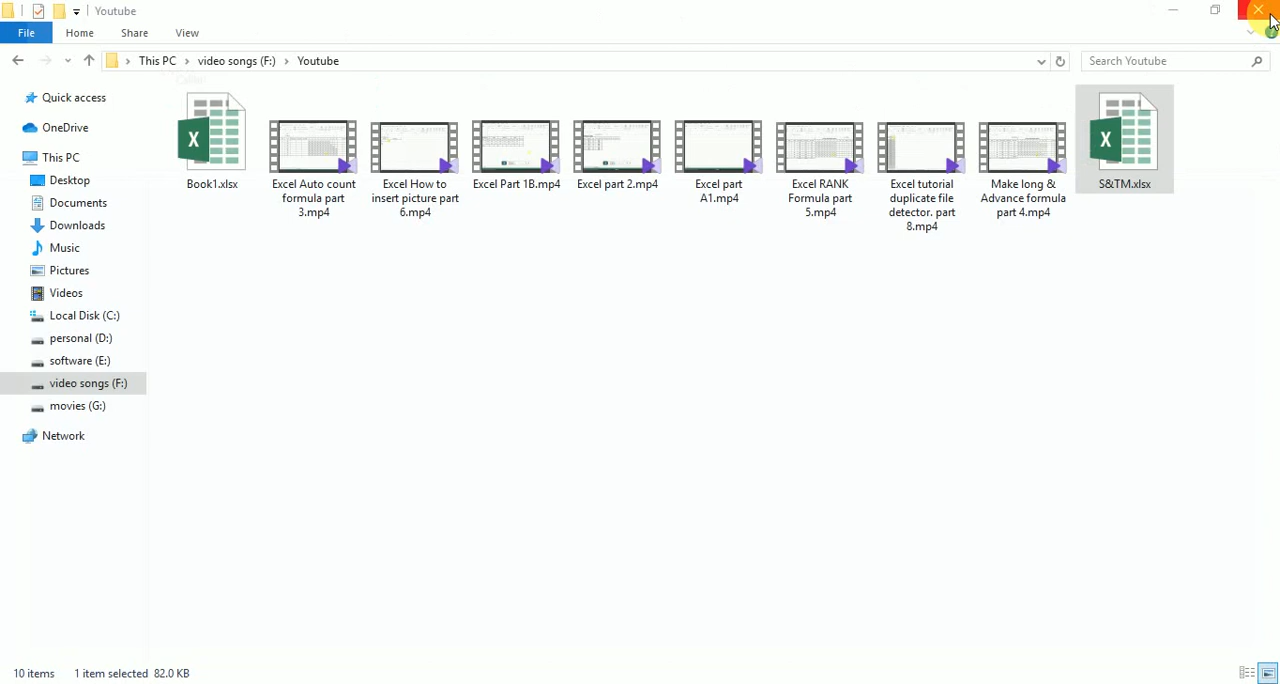 Youtube
File Home Share View
This PC video songs (F:) Youtube
Search Youtube
Quick access
OneDrive
This PC
Desktop
Documents
Downloads
Music
Pictures
Videos
Local Disk (C:)
personal (D:)
software (E:)
video songs (F:)
movies (G:)
Network
Book1.xlsx
Excel Auto count
formula part
3.mp4
Excel How to
insert picture part
6.mp4
Excel Part 1B.mp4
Excel part 2.mp4
Excel part
A1.mp4
Excel RANK
Formula part
5.mp4
Excel tutorial
duplicate file
detector. part
8.mp4
Make long &
Advance formula
part 4.mp4
S&TM.xlsx
10 items 1 item selected 82.0 KB